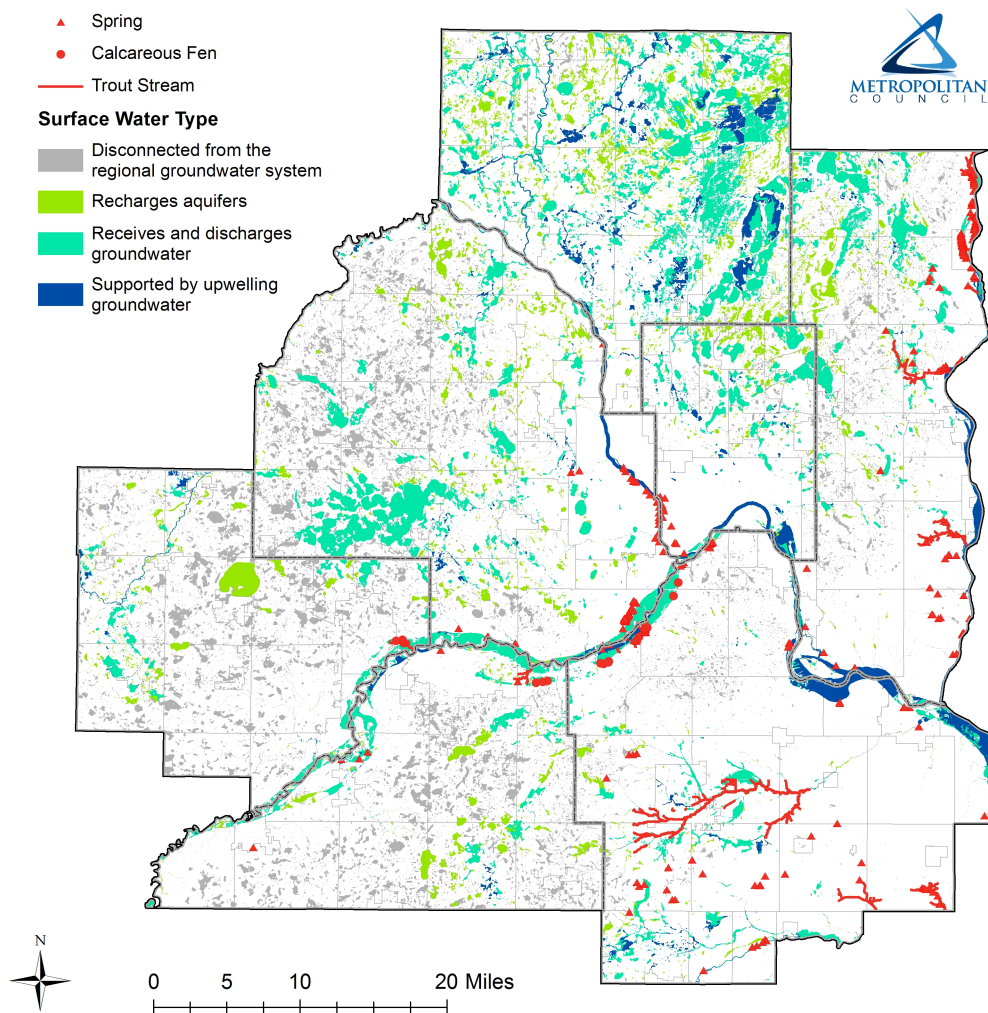 Spring
Calcareous Fen
Trout Stream
Surface Water Type
Disconnected from the
regional groundwater system
Recharges aquifers
Receives and discharges
groundwater
Supported by upwelling
groundwater
METROPOLITAN
COUNCIL
N
0 5 10 20 Miles